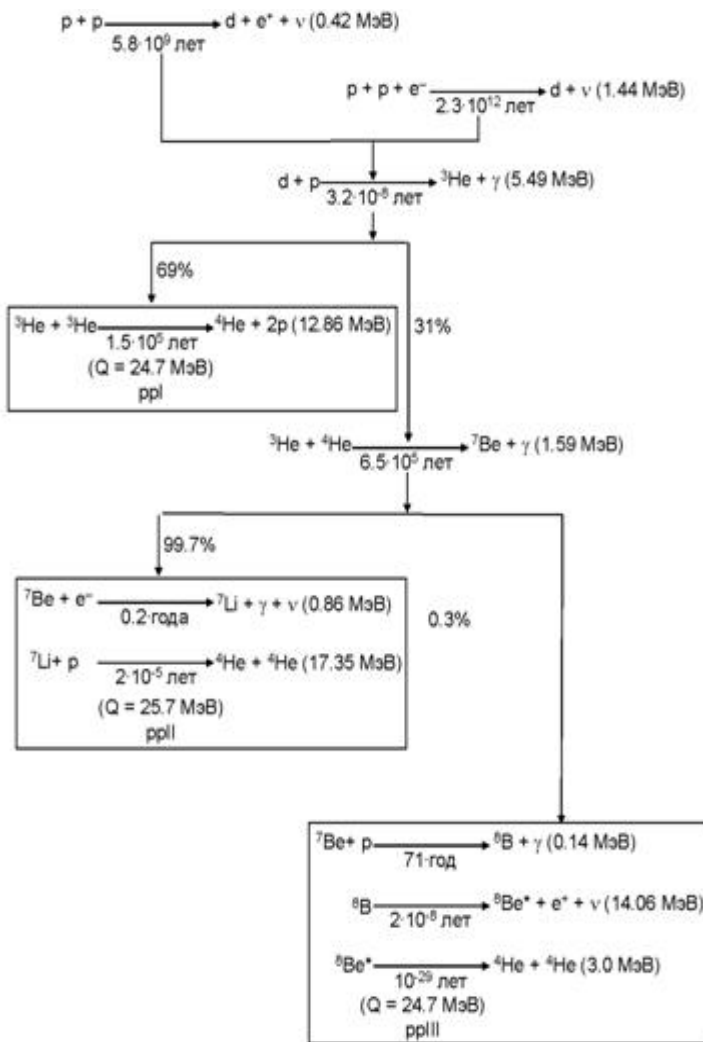 p + p d + e⁺ + ν (0.42 МэВ)
5.8·10⁹ лет
p + p + e⁻ d + ν (1.44 МэВ)
2.3·10¹² лет
d + p ³He + γ (5.49 МэВ)
3.2·10⁻⁸ лет
69%
31%
³He + ³He ⁴He + 2p (12.86 МэВ)
1.5·10⁵ лет
(Q = 24.7 МэВ)
ppI
³He + ⁴He ⁷Be + γ (1.59 МэВ)
6.5·10⁵ лет
99.7%
0.3%
⁷Be + e⁻ ⁷Li + γ + ν (0.86 МэВ)
0.2·года
⁷Li+ p ⁴He + ⁴He (17.35 МэВ)
2·10⁻⁵ лет
(Q = 25.7 МэВ)
ppII
⁷Be+ p ⁸B + γ (0.14 МэВ)
71·год
⁸B ⁸Be* + e⁺ + ν (14.06 МэВ)
2·10⁻⁸ лет
⁸Be* ⁴He + ⁴He (3.0 МэВ)
10⁻²⁹ лет
(Q = 24.7 МэВ)
ppIII